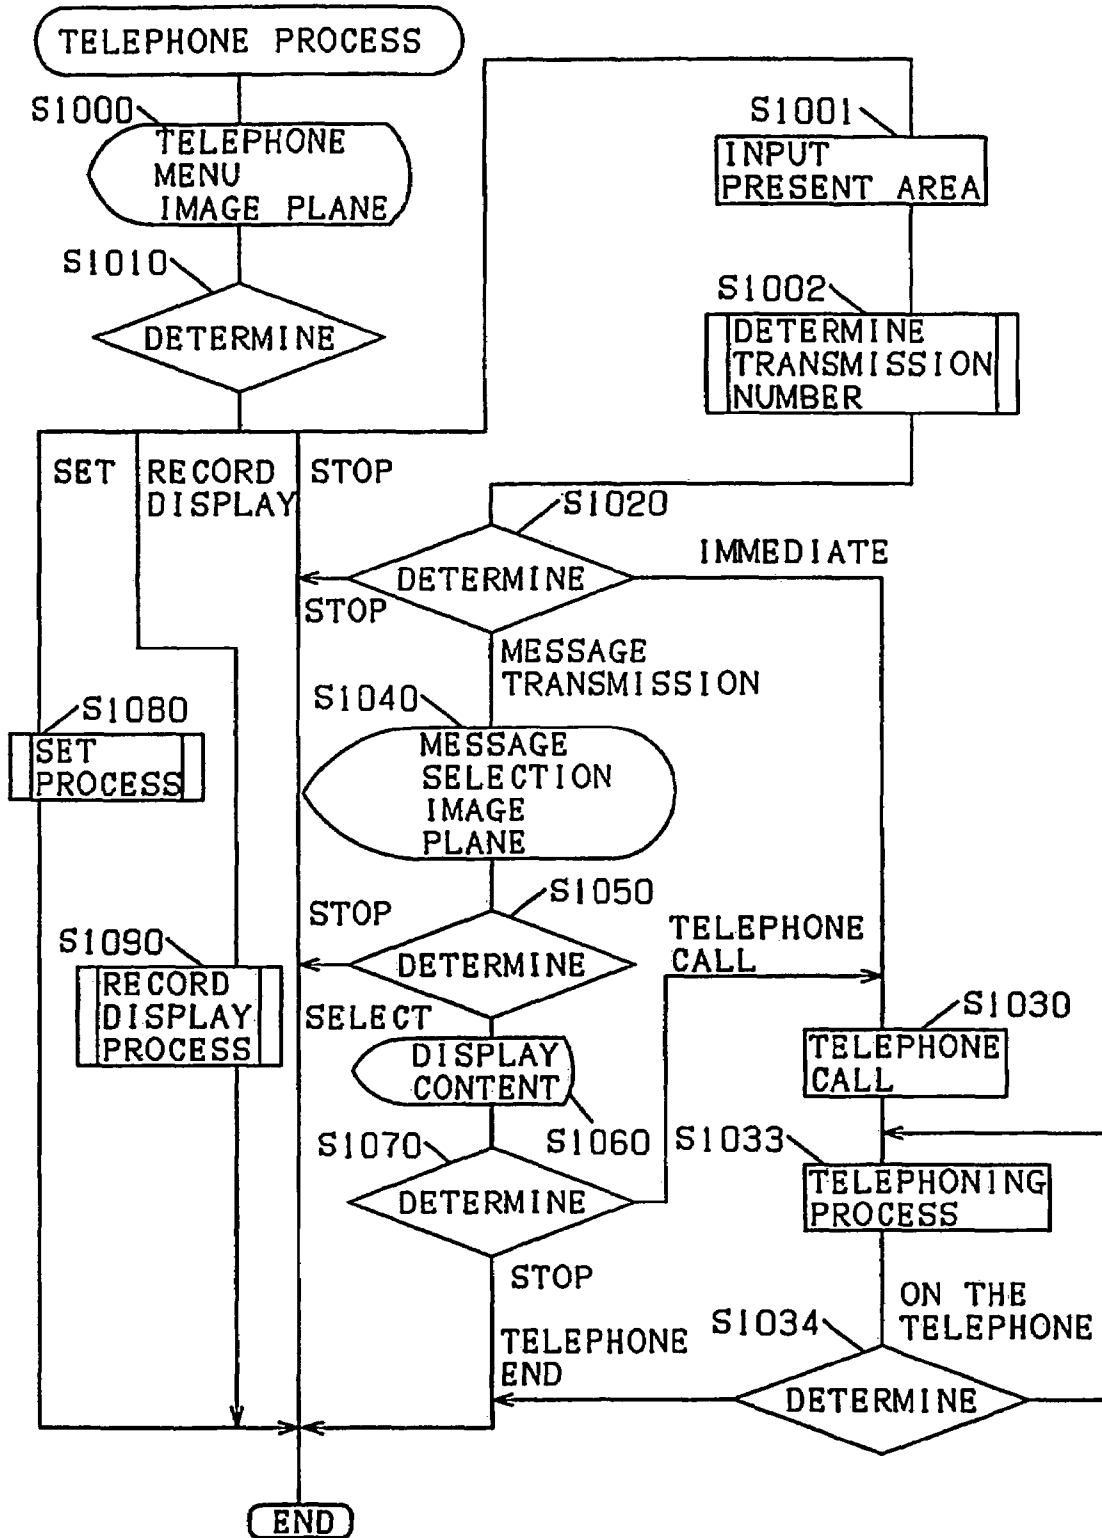 TELEPHONE PROCESS
S1000
TELEPHONE
MENU
IMAGE PLANE
S1010
DETERMINE
S1001
INPUT
PRESENT AREA
S1002
DETERMINE
TRANSMISSION
NUMBER
SET
RECORD
DISPLAY
STOP
S1020
DETERMINE
IMMEDIATE
STOP
MESSAGE
TRANSMISSION
S1040
MESSAGE
SELECTION
IMAGE
PLANE
S1080
SET
PROCESS
S1050
STOP
DETERMINE
TELEPHONE
CALL
S1090
RECORD
DISPLAY
PROCESS
SELECT
DISPLAY
CONTENT
S1060
S1030
TELEPHONE
CALL
S1070
DETERMINE
S1033
TELEPHONING
PROCESS
STOP
ON THE
TELEPHONE
S1034
TELEPHONE
END
DETERMINE
END